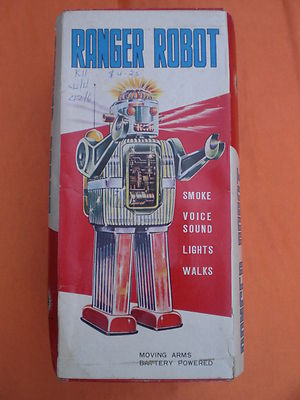 RANGER ROBOT
SMOKE
VOICE
SOUND
LIGHTS
WALKS
MOVING ARMS
BATTERY POWERED